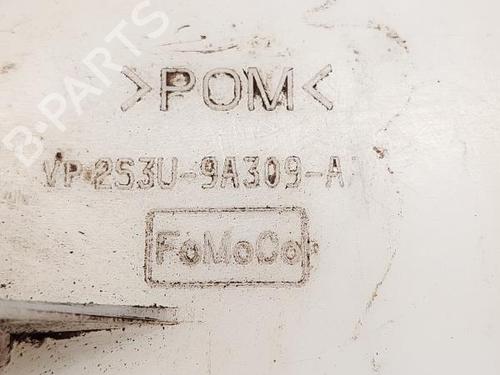 >POM<
VP 2S3U-9A309-A
FoMoCo
B-PARTS